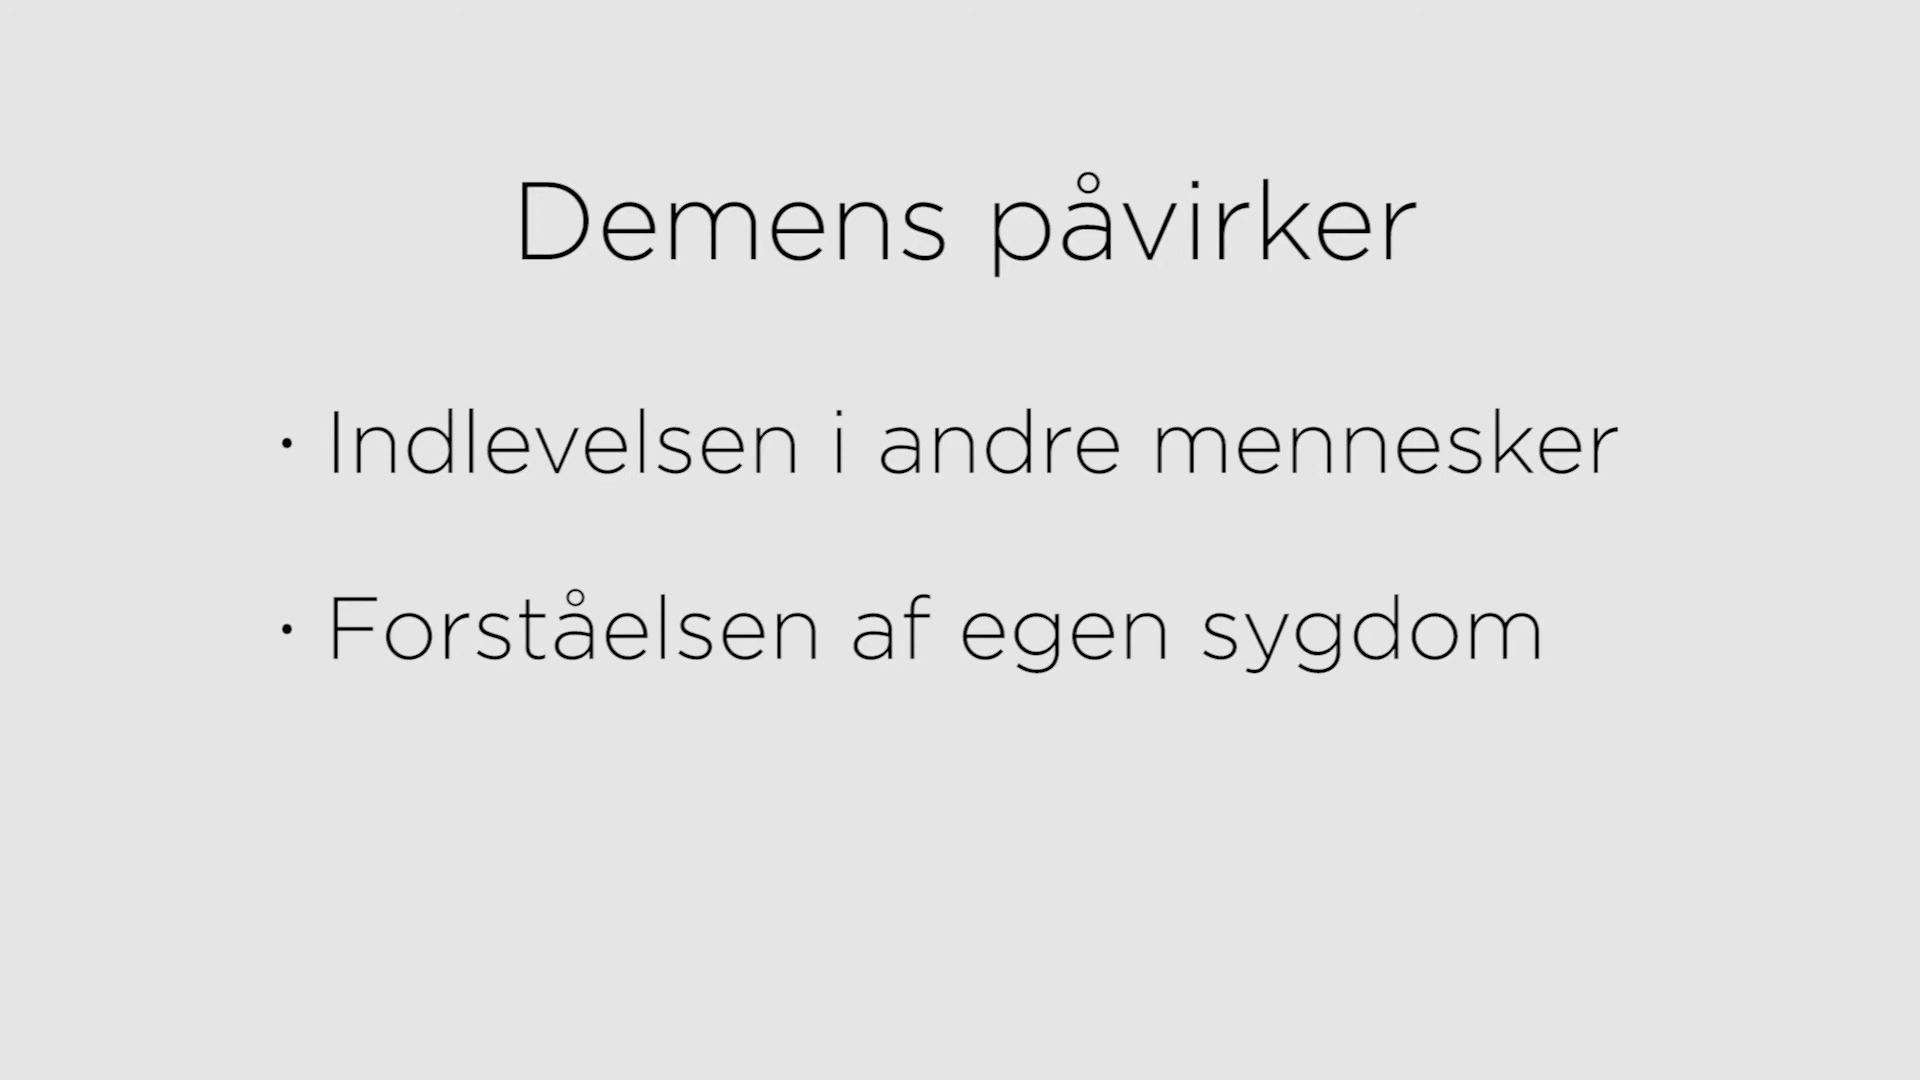 Demens påvirker
· Indlevelsen i andre mennesker
· Forståelsen af egen sygdom